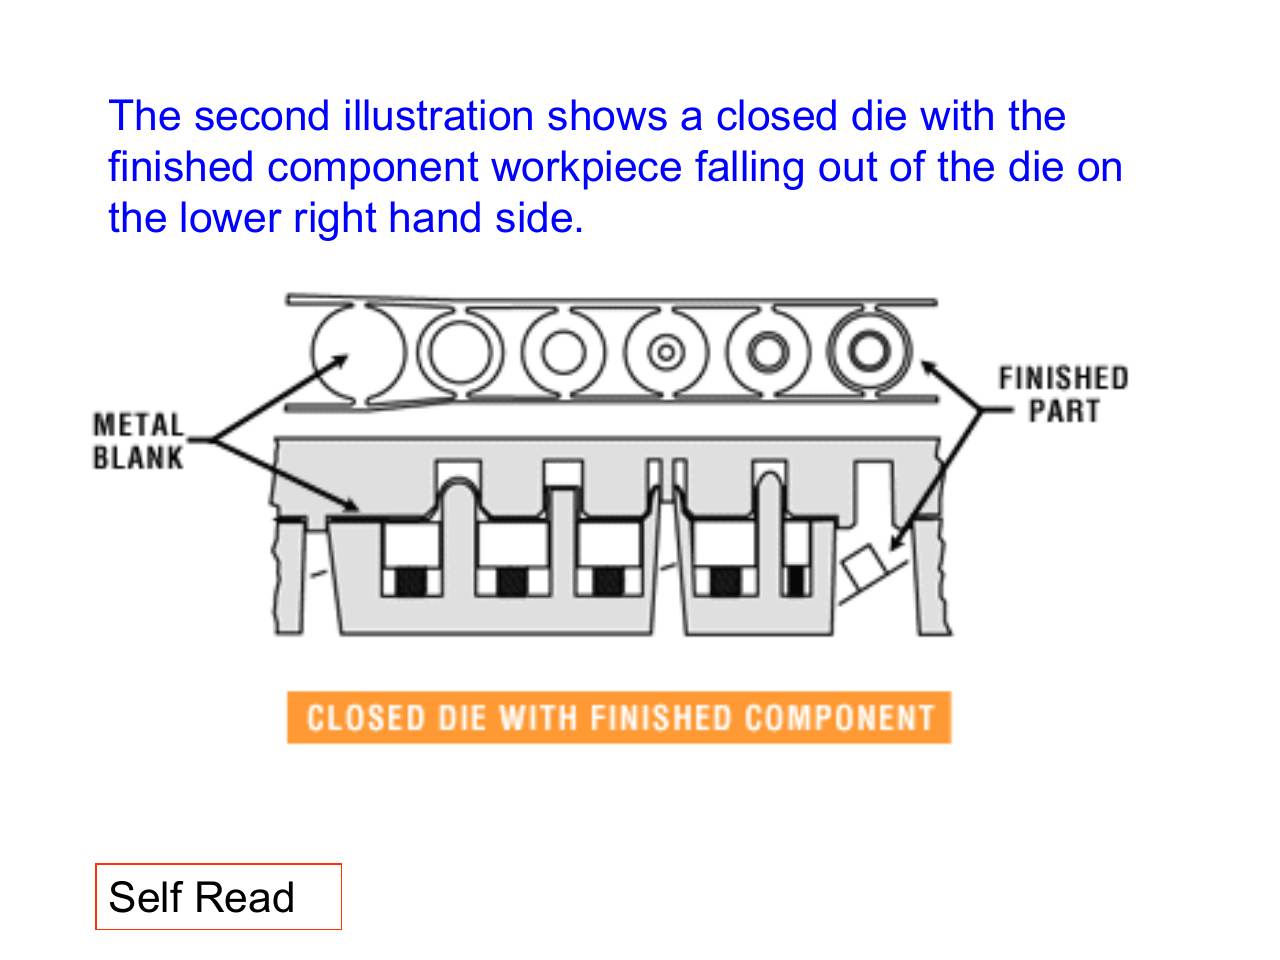 The second illustration shows a closed die with the
finished component workpiece falling out of the die on
the lower right hand side.
FINISHED
PART
METAL
BLANK
CLOSED DIE WITH FINISHED COMPONENT
Self Read